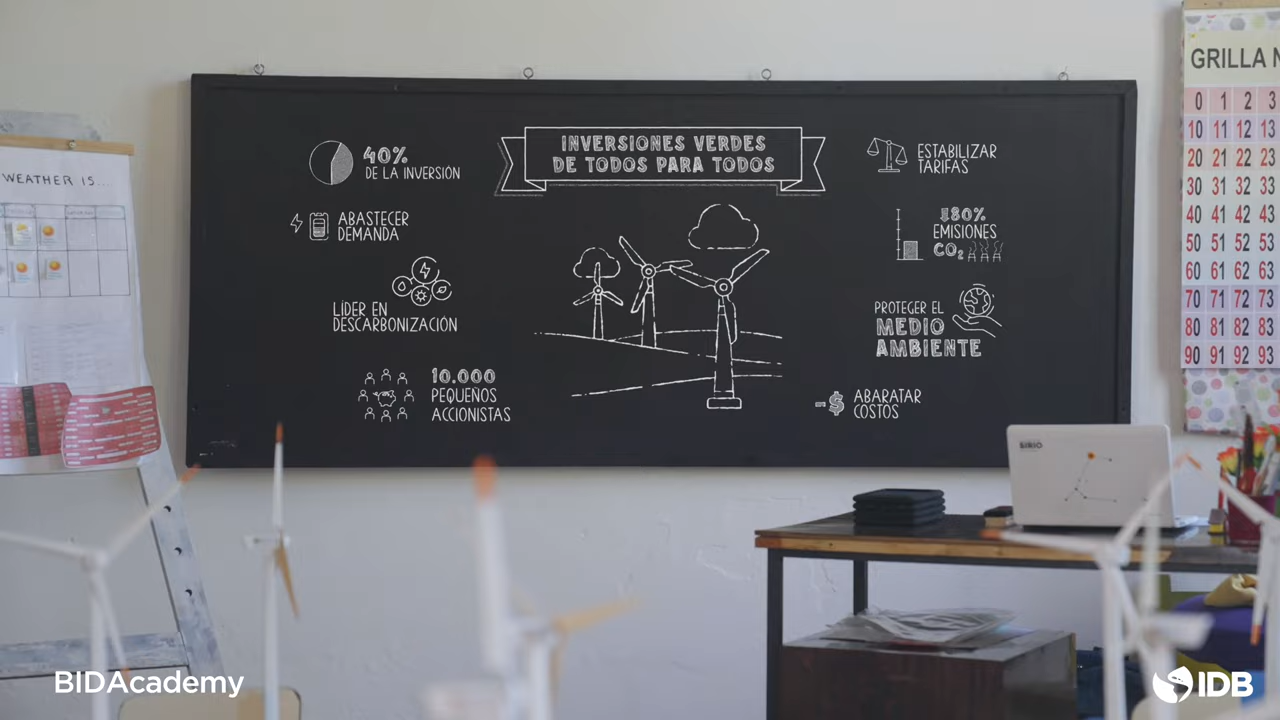 WEATHER IS....
INVERSIONES VERDES
DE TODOS PARA TODOS
40%
DE LA INVERSIÓN
ABASTECER
DEMANDA
LÍDER EN
DESCARBONIZACIÓN
10.000
PEQUEÑOS
ACCIONISTAS
ESTABILIZAR
TARIFAS
80%
EMISIONES
CO₂
PROTEGER EL
MEDIO
AMBIENTE
-$ ABARATAR
COSTOS
GRILLA N
0 1 2 3
10 11 12 13
20 21 22 23
30 31 32 33
40 41 42 43
50 51 52 53
60 61 62 63
70 71 72 73
80 81 82 83
90 91 92 93
SIRIO
BIDAcademy
IDB